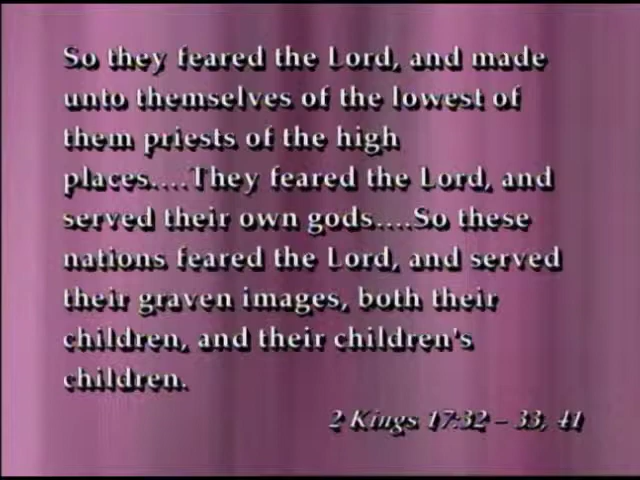 So they feared the Lord, and made
unto themselves of the lowest of
them priests of the high
places....They feared the Lord, and
served their own gods....So these
nations feared the Lord, and served
their graven images, both their
children, and their children's
children.
2 Kings 17:32 – 33, 41